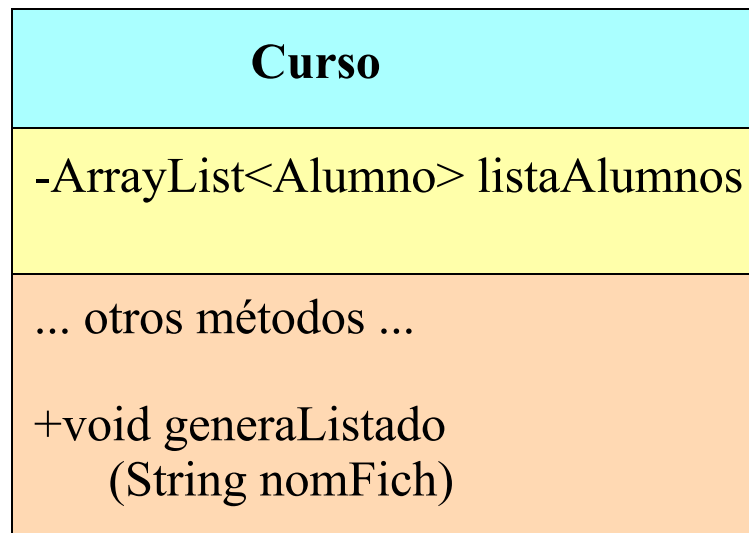 Curso
-ArrayList<Alumno> listaAlumnos
... otros métodos ...
+void generaListado
(String nomFich)